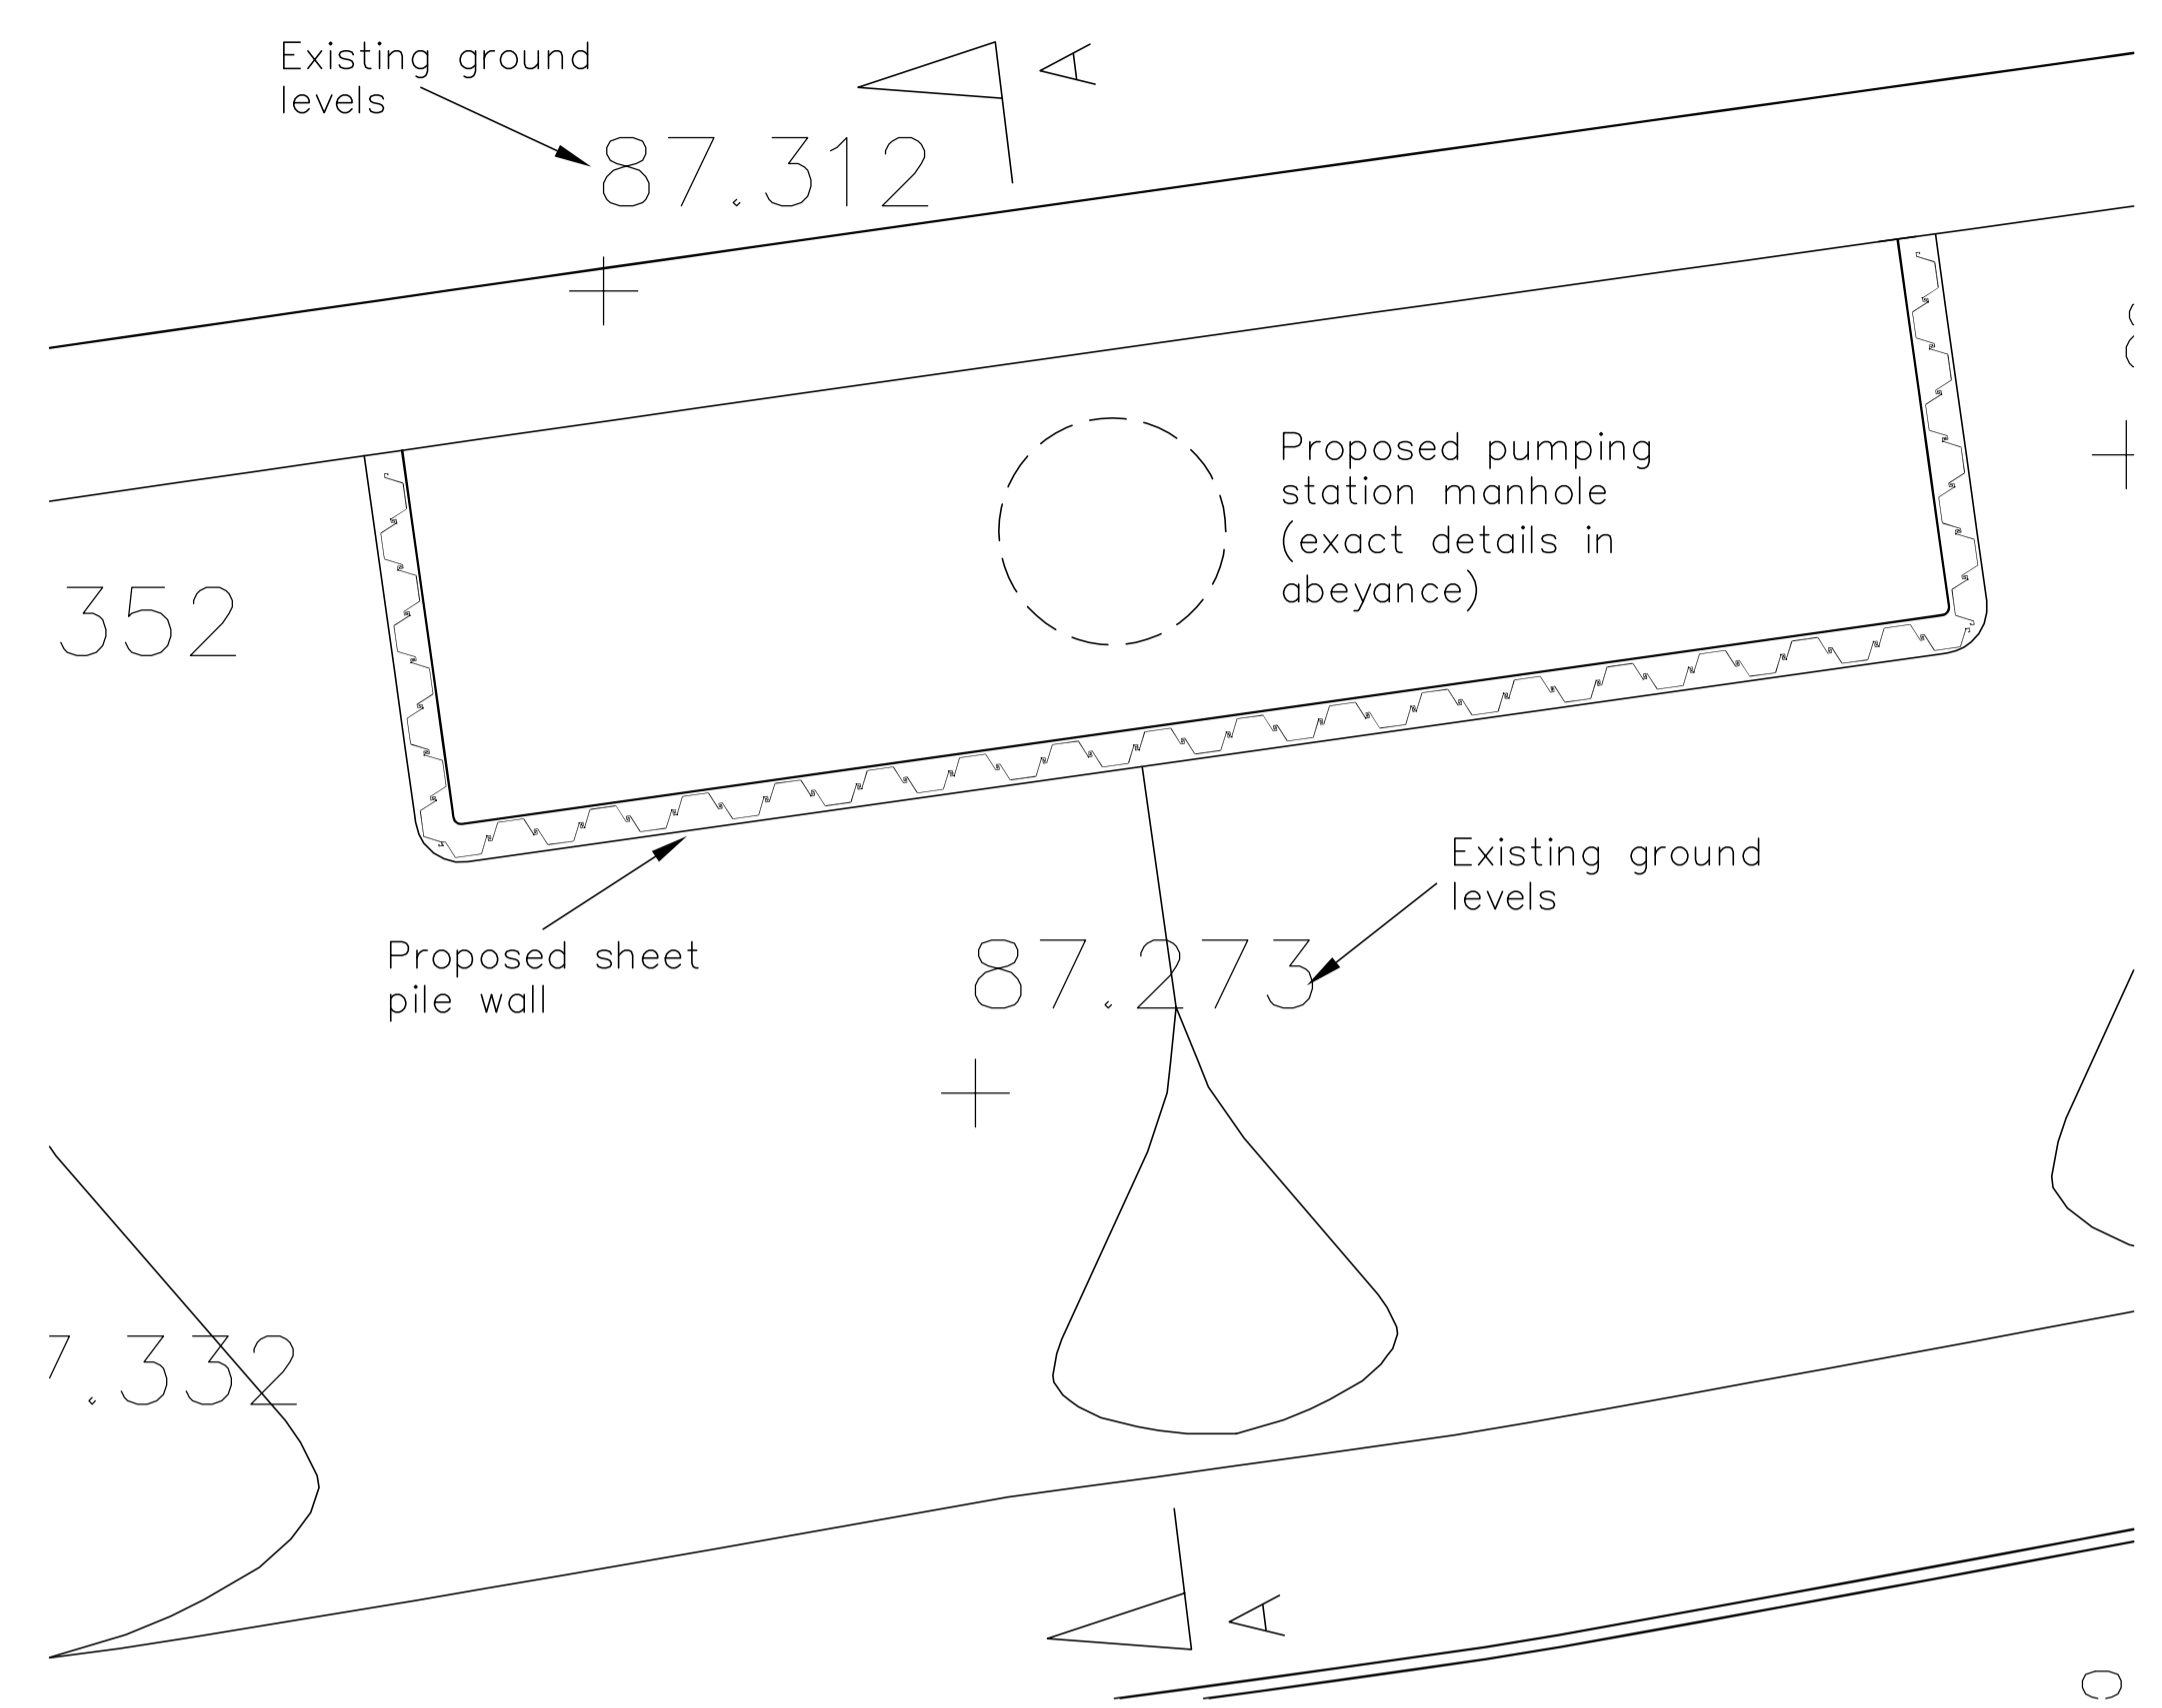 Existing ground
levels
A
87.312
Proposed pumping
station manhole
(exact details in
abeyance)
352
Existing ground
levels
Proposed sheet
pile wall
87.273
7.332
A